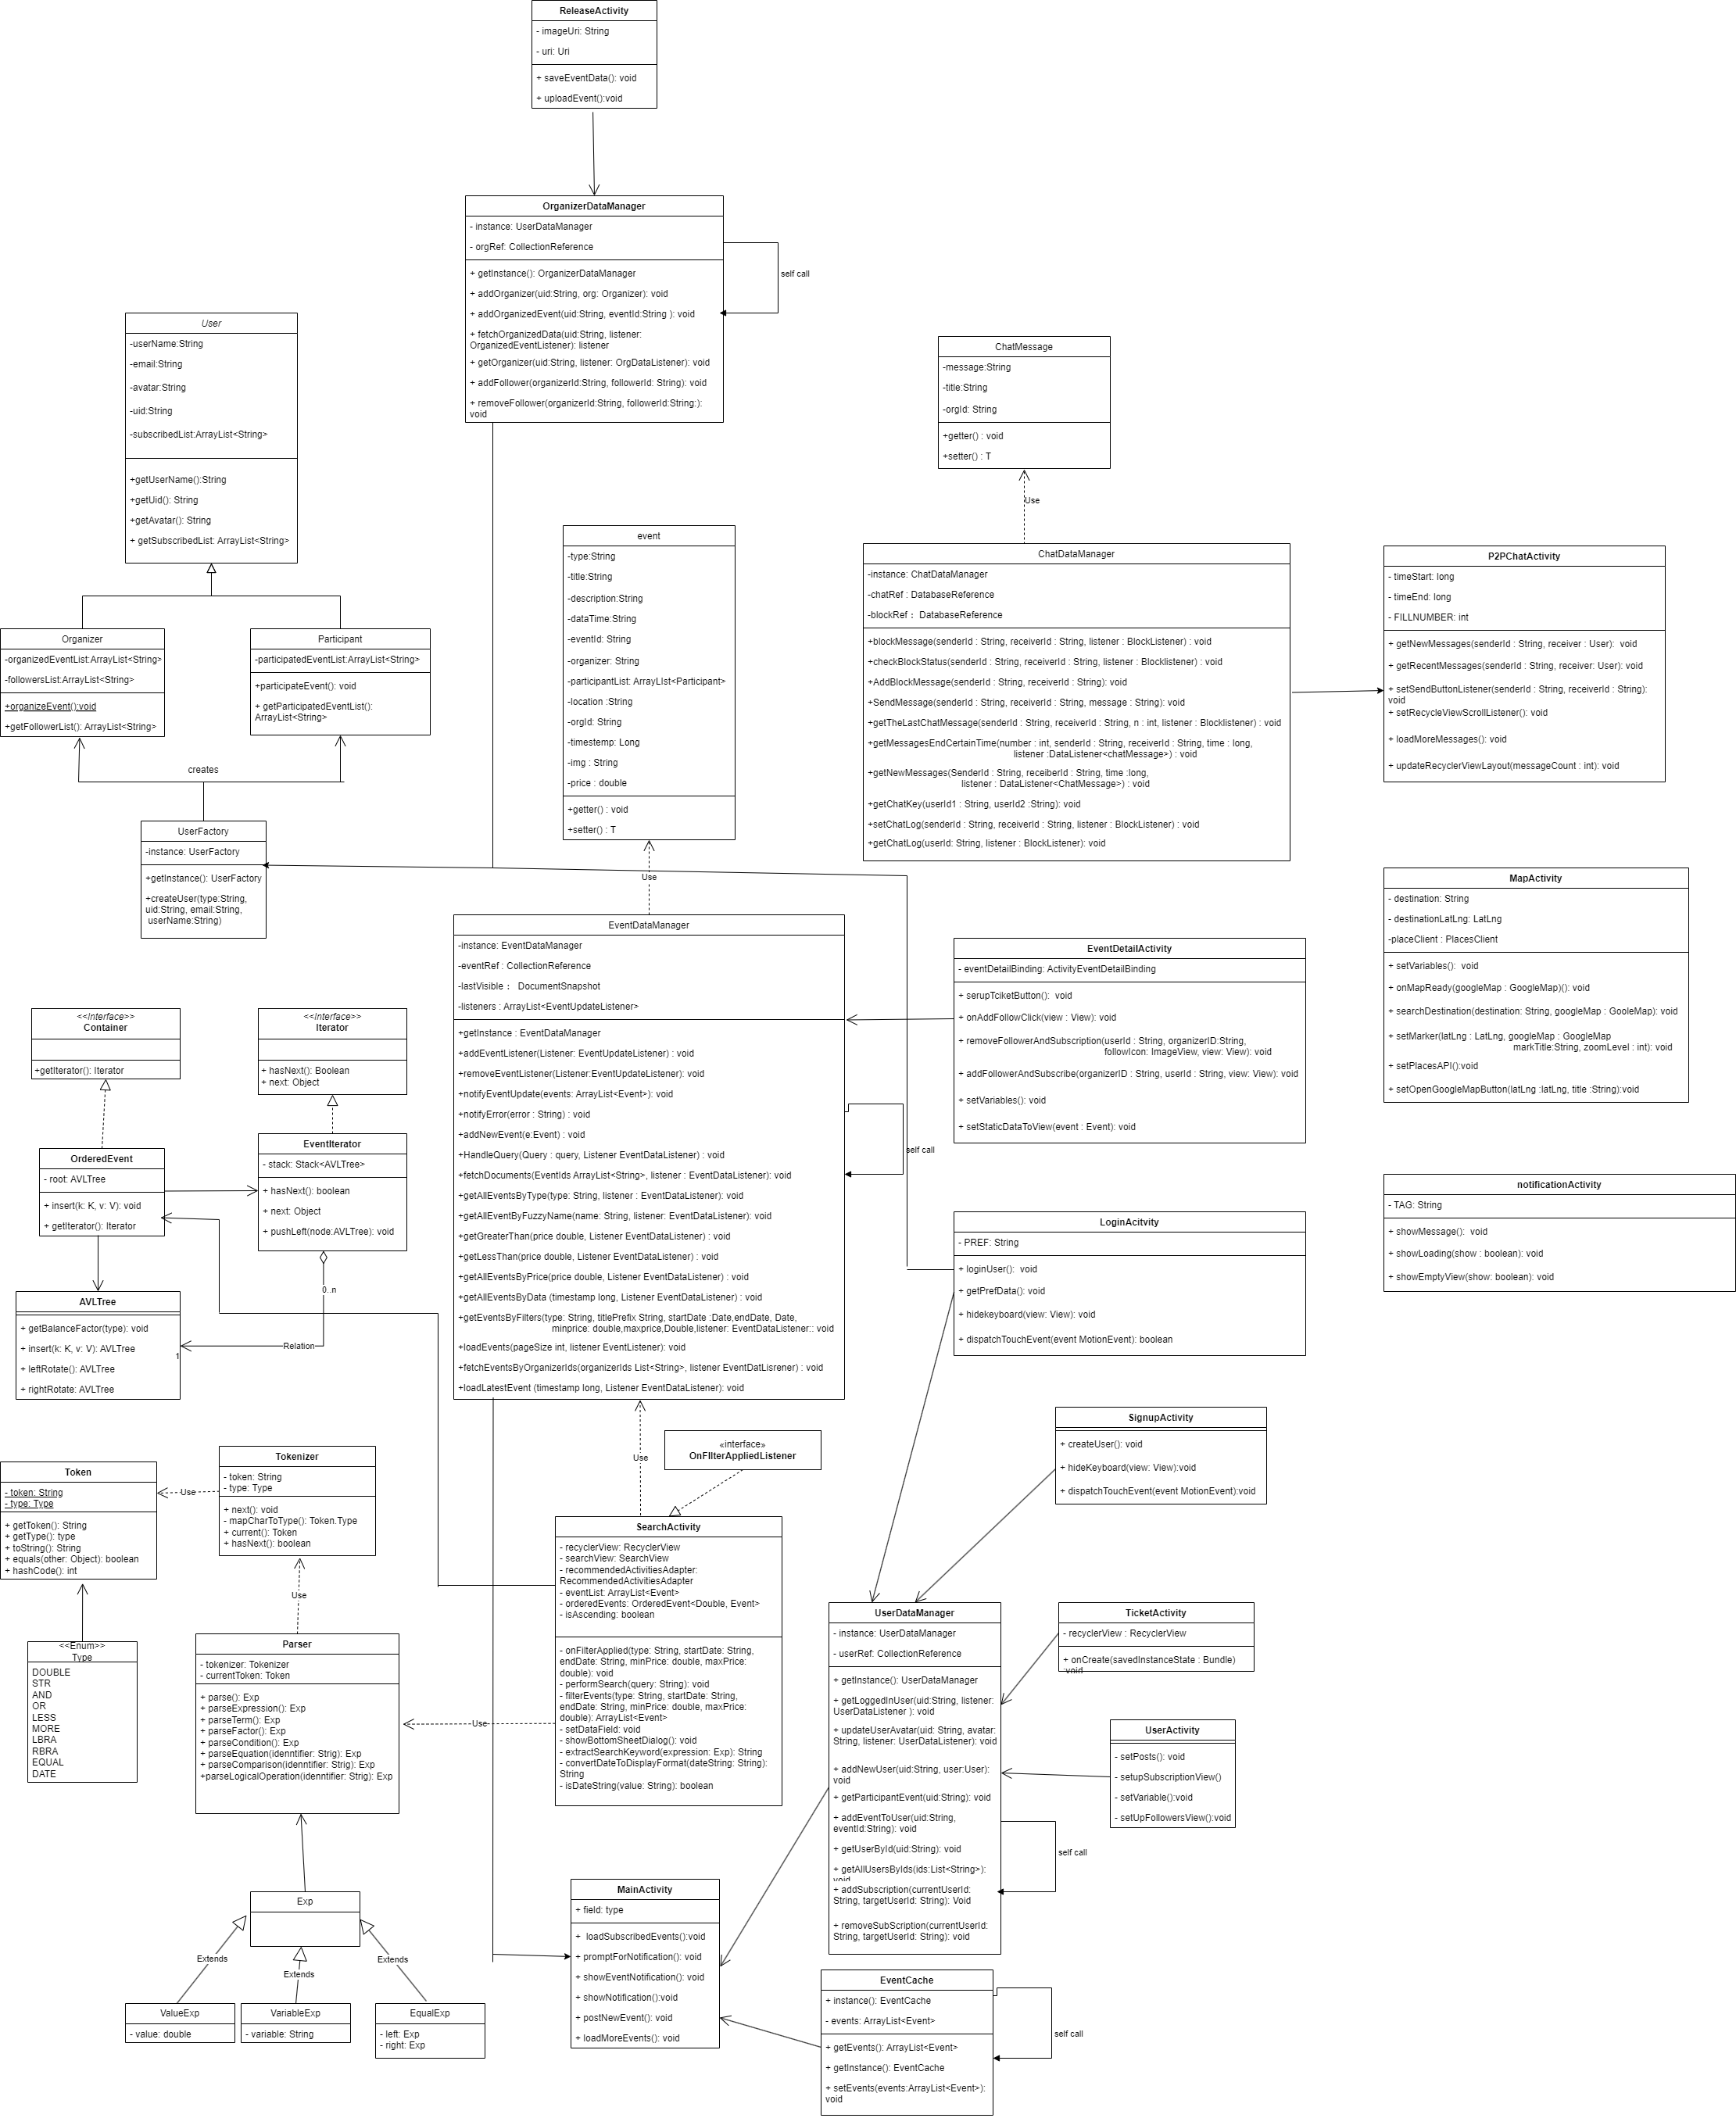 ReleaseActivity
- imageUri: String
- uri: Uri
+ saveEventData(): void
+ uploadEvent():void
OrganizerDataManager
- instance: UserDataManager
- orgRef: CollectionReference
+ getInstance(): OrganizerDataManager
+ addOrganizer(uid:String, org: Organizer): void
+ addOrganizedEvent(uid:String, eventId:String ): void
+ fetchOrganizedData(uid:String, listener:
OrganizedEventListener): listener
+ getOrganizer(uid:String, listener: OrgDataListener): void
+ addFollower(organizerId:String, followerId: String): void
+ removeFollower(organizerId:String, followerId:String:):
void
self call
User
-userName:String
-email:String
-avatar:String
-uid:String
-subscribedList:ArrayList<String>
+getUserName():String
+getUid(): String
+getAvatar(): String
+ getSubscribedList: ArrayList<String>
ChatMessage
-message:String
-title:String
-orgId: String
+getter() : void
+setter() : T
Use
event
-type:String
-title:String
-description:String
-dataTime:String
-eventId: String
-organizer: String
-participantList: ArrayLIst<Participant>
-location :String
-orgId: String
-timestemp: Long
-img : String
-price : double
+getter() : void
+setter() : T
Use
ChatDataManager
-instance: ChatDataManager
-chatRef : DatabaseReference
-blockRef : DatabaseReference
+blockMessage(senderId : String, receiverId : String, listener : BlockListener) : void
+checkBlockStatus(senderId : String, receiverId : String, listener : Blocklistener) : void
+AddBlockMessage(senderId : String, receiverId : String): void
+SendMessage(senderId : String, receiverId : String, message : String): void
+getTheLastChatMessage(senderId : String, receiverId : String, n : int, listener : Blocklistener) : void
+getMessagesEndCertainTime(number : int, senderId : String, receiverId : String, time : long,
listener :DataListener<chatMessage>) : void
+getNewMessages(SenderId : String, receiberId : String, time :long,
listener : DataListener<ChatMessage>) : void
+getChatKey(userId1 : String, userId2 :String): void
+setChatLog(senderId : String, receiverId : String, listener : BlockListener) : void
+getChatLog(userId: String, listener : BlockListener): void
P2PChatActivity
- timeStart: long
- timeEnd: long
- FILLNUMBER: int
+ getNewMessages(senderId : String, receiver : User): void
+ getRecentMessages(senderId : String, receiver: User): void
+ setSendButtonListener(senderId : String, receiverId : String):
void
+ setRecycleViewScrollListener(): void
+ loadMoreMessages(): void
+ updateRecyclerViewLayout(messageCount : int): void
Organizer
-organizedEventList:ArrayList<String>
-followersList:ArrayList<String>
+organizeEvent():void
+getFollowerList(): ArrayList<String>
Participant
-participatedEventList:ArrayList<String>
+participateEvent(): void
+ getParticipatedEventList():
ArrayList<String>
creates
UserFactory
-instance: UserFactory
+getInstance(): UserFactory
+createUser(type:String,
uid:String, email:String,
userName:String)
MapActivity
- destination: String
- destinationLatLng: LatLng
-placeClient : PlacesClient
+ setVariables(): void
+ onMapReady(googleMap : GoogleMap)(): void
+ searchDestination(destination: String, googleMap : GooleMap): void
+ setMarker(latLng : LatLng, googleMap : GoogleMap
markTitle:String, zoomLevel : int): void
+ setPlacesAPI():void
+ setOpenGoogleMapButton(latLng :latLng, title :String):void
EventDataManager
-instance: EventDataManager
-eventRef : CollectionReference
-lastVisible : DocumentSnapshot
-listeners : ArrayList<EventUpdateListener>
+getInstance : EventDataManager
+addEventListener(Listener: EventUpdateListener) : void
+removeEventListener(Listener:EventUpdateListener): void
+notifyEventUpdate(events: ArrayList<Event>): void
+notifyError(error : String) : void
+addNewEvent(e:Event) : void
+HandleQuery(Query : query, Listener EventDataListener) : void
+fetchDocuments(EventIds ArrayList<String>, listener : EventDataListener): void
+getAllEventsByType(type: String, listener : EventDataListener): void
+getAllEventByFuzzyName(name: String, listener: EventDataListener): void
+getGreaterThan(price double, Listener EventDataListener) : void
+getLessThan(price double, Listener EventDataListener) : void
+getAllEventsByPrice(price double, Listener EventDataListener) : void
+getAllEventsByData (timestamp long, Listener EventDataListener) : void
+getEventsByFilters(type: String, titlePrefix String, startDate :Date,endDate, Date,
minprice: double,maxprice,Double,listener: EventDataListener:: void
+loadEvents(pageSize int, listener EventListener): void
+fetchEventsByOrganizerIds(organizerIds List<String>, listener EventDatLisrener) : void
+loadLatestEvent (timestamp long, Listener EventDataListener): void
self call
EventDetailActivity
- eventDetailBinding: ActivityEventDetailBinding
+ serupTciketButton(): void
+ onAddFollowClick(view : View): void
+ removeFollowerAndSubscription(userId : String, organizerID:String,
followIcon: ImageView, view: View): void
+ addFollowerAndSubscribe(organizerID : String, userId : String, view: View): void
+ setVariables(): void
+ setStaticDataToView(event : Event): void
<<Interface>>
Container
+getIterator(): Iterator
<<Interface>>
Iterator
+ hasNext(): Boolean
+ next: Object
OrderedEvent
- root: AVLTree
+ insert(k: K, v: V): void
+ getIterator(): Iterator
EventIterator
- stack: Stack<AVLTree>
+ hasNext(): boolean
+ next: Object
+ pushLeft(node:AVLTree): void
0..n
Relation
1
AVLTree
+ getBalanceFactor(type): void
+ insert(k: K, v: V): AVLTree
+ leftRotate(): AVLTree
+ rightRotate: AVLTree
notificationActivity
- TAG: String
+ showMessage(): void
+ showLoading(show : boolean): void
+ showEmptyView(show: boolean): void
LoginAcitvity
- PREF: String
+ loginUser(): void
+ getPrefData(): void
+ hidekeyboard(view: View): void
+ dispatchTouchEvent(event MotionEvent): boolean
SignupActivity
+ createUser(): void
+ hideKeyboard(view: View):void
+ dispatchTouchEvent(event MotionEvent):void
Use
«interface»
OnFIlterAppliedListener
Token
- token: String
- type: Type
+ getToken(): String
+ getType(): type
+ toString(): String
+ equals(other: Object): boolean
+ hashCode(): int
Use
Tokenizer
- token: String
- type: Type
+ next(): void
- mapCharToType(): Token.Type
+ current(): Token
+ hasNext(): boolean
Use
<<Enum>>
Type
DOUBLE
STR
AND
OR
LESS
MORE
LBRA
RBRA
EQUAL
DATE
Parser
- tokenizer: Tokenizer
- currentToken: Token
+ parse(): Exp
+ parseExpression(): Exp
+ parseTerm(): Exp
+ parseFactor(): Exp
+ parseCondition(): Exp
+ parseEquation(idenntifier: Strig): Exp
+ parseComparison(idenntifier: Strig): Exp
+parseLogicalOperation(idenntifier: Strig): Exp
Use
SearchActivity
- recyclerView: RecyclerView
- searchView: SearchView
- recommendedActivitiesAdapter:
RecommendedActivitiesAdapter
- eventList: ArrayList<Event>
- orderedEvents: OrderedEvent<Double, Event>
- isAscending: boolean
- onFilterApplied(type: String, startDate: String,
endDate: String, minPrice: double, maxPrice:
double): void
- performSearch(query: String): void
- filterEvents(type: String, startDate: String,
endDate: String, minPrice: double, maxPrice:
double): ArrayList<Event>
- setDataField: void
- showBottomSheetDialog(): void
- extractSearchKeyword(expression: Exp): String
- convertDateToDisplayFormat(dateString: String):
String
- isDateString(value: String): boolean
UserDataManager
- instance: UserDataManager
- userRef: CollectionReference
+ getInstance(): UserDataManager
+ getLoggedInUser(uid:String, listener:
UserDataListener ): void
+ updateUserAvatar(uid: String, avatar:
String, listener: UserDataListener): void
+ addNewUser(uid:String, user:User):
void
+ getParticipantEvent(uid:String): void
+ addEventToUser(uid:String,
eventId:String): void
+ getUserById(uid:String): void
+ getAllUsersByIds(ids:List<String>):
void
+ addSubscription(currentUserId:
String, targetUserId: String): Void
+ removeSubScription(currentUserId:
String, targetUserId: String): void
self call
TicketActivity
- recyclerView : RecyclerView
+ onCreate(savedInstanceState : Bundle)
:void
UserActivity
- setPosts(): void
- setupSubscriptionView()
- setVariable():void
- setUpFollowersView():void
Exp
Extends
Extends
Extends
ValueExp
- value: double
VariableExp
- variable: String
EqualExp
- left: Exp
- right: Exp
MainActivity
+ field: type
+ loadSubscribedEvents():void
+ promptForNotification(): void
+ showEventNotification(): void
+ showNotification():void
+ postNewEvent(): void
+ loadMoreEvents(): void
EventCache
+ instance(): EventCache
- events: ArrayList<Event>
+ getEvents(): ArrayList<Event>
+ getInstance(): EventCache
+ setEvents(events:ArrayList<Event>):
void
self call